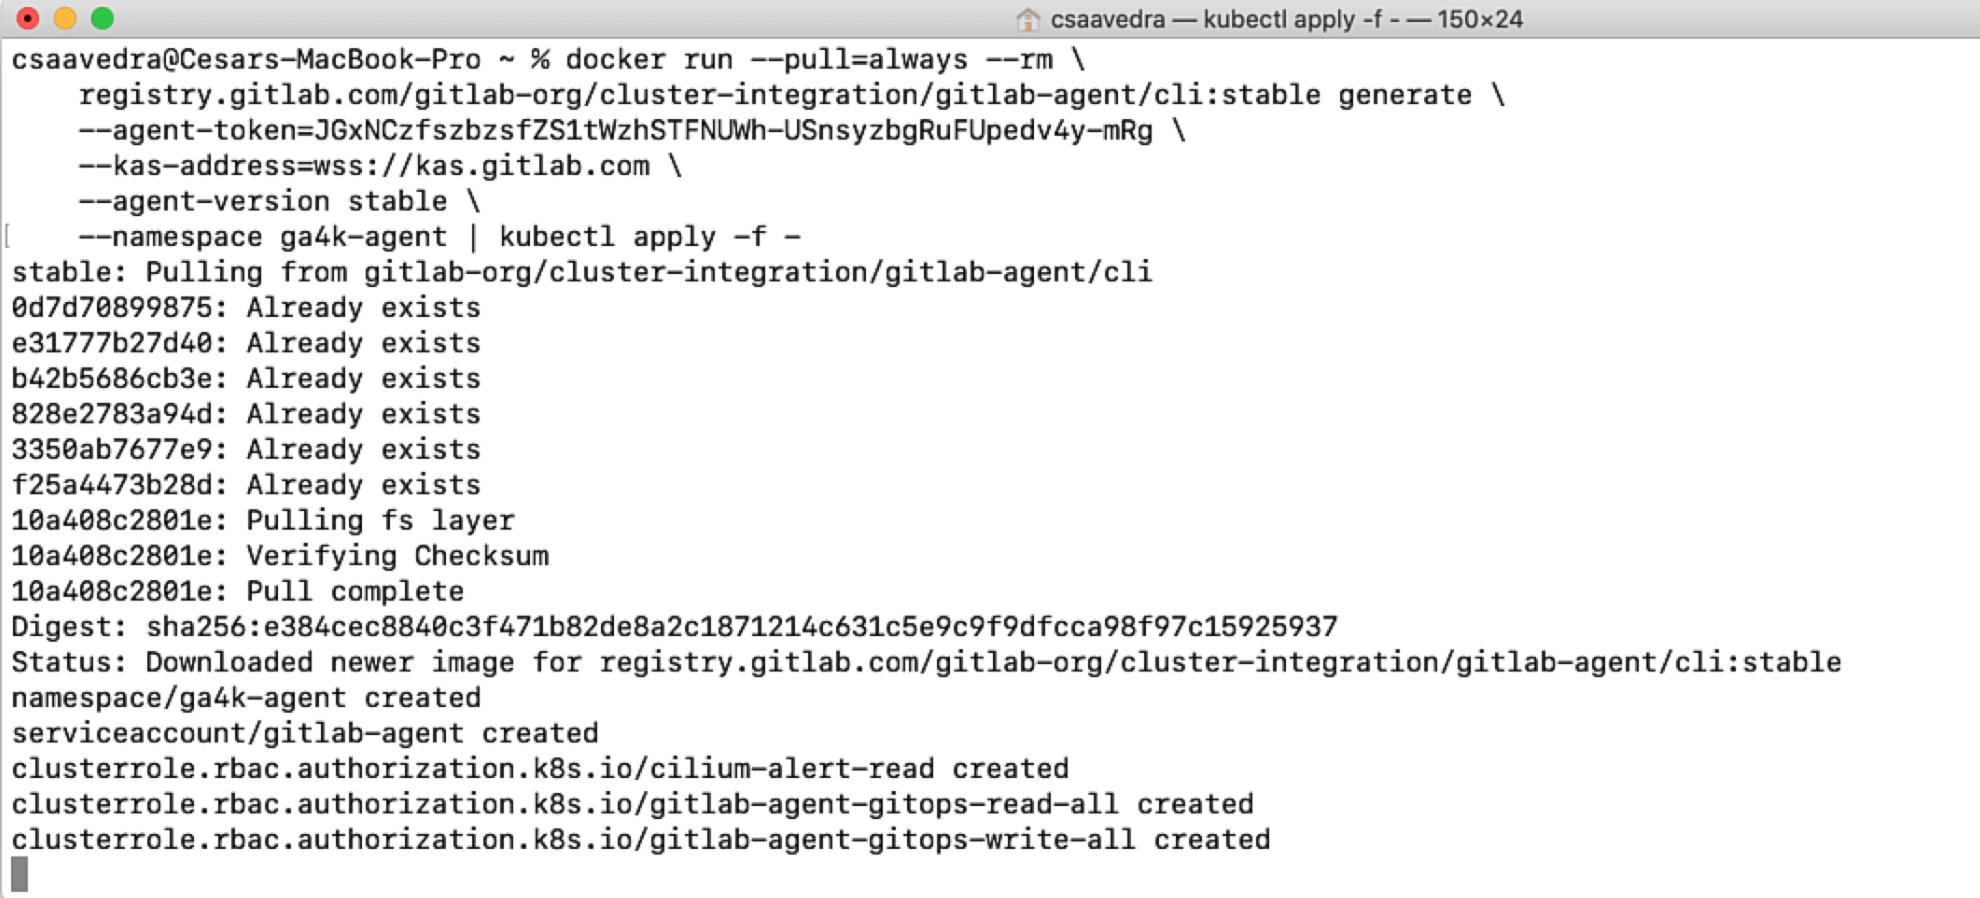 csaavedra — kubectl apply -f - — 150×24
csaavedra@Cesars-MacBook-Pro ~ % docker run --pull=always --rm \
registry.gitlab.com/gitlab-org/cluster-integration/gitlab-agent/cli:stable generate \
--agent-token=JGxNCzfszbzsfZS1tWzhSTFNUWh-USnsyzbgRuFUpedv4y-mRg \
--kas-address=wss://kas.gitlab.com \
--agent-version stable \
[    --namespace ga4k-agent | kubectl apply -f -
stable: Pulling from gitlab-org/cluster-integration/gitlab-agent/cli
0d7d70899875: Already exists
e31777b27d40: Already exists
b42b5686cb3e: Already exists
828e2783a94d: Already exists
3350ab7677e9: Already exists
f25a4473b28d: Already exists
10a408c2801e: Pulling fs layer
10a408c2801e: Verifying Checksum
10a408c2801e: Pull complete
Digest: sha256:e384cec8840c3f471b82de8a2c1871214c631c5e9c9f9dfcca98f97c15925937
Status: Downloaded newer image for registry.gitlab.com/gitlab-org/cluster-integration/gitlab-agent/cli:stable
namespace/ga4k-agent created
serviceaccount/gitlab-agent created
clusterrole.rbac.authorization.k8s.io/cilium-alert-read created
clusterrole.rbac.authorization.k8s.io/gitlab-agent-gitops-read-all created
clusterrole.rbac.authorization.k8s.io/gitlab-agent-gitops-write-all created